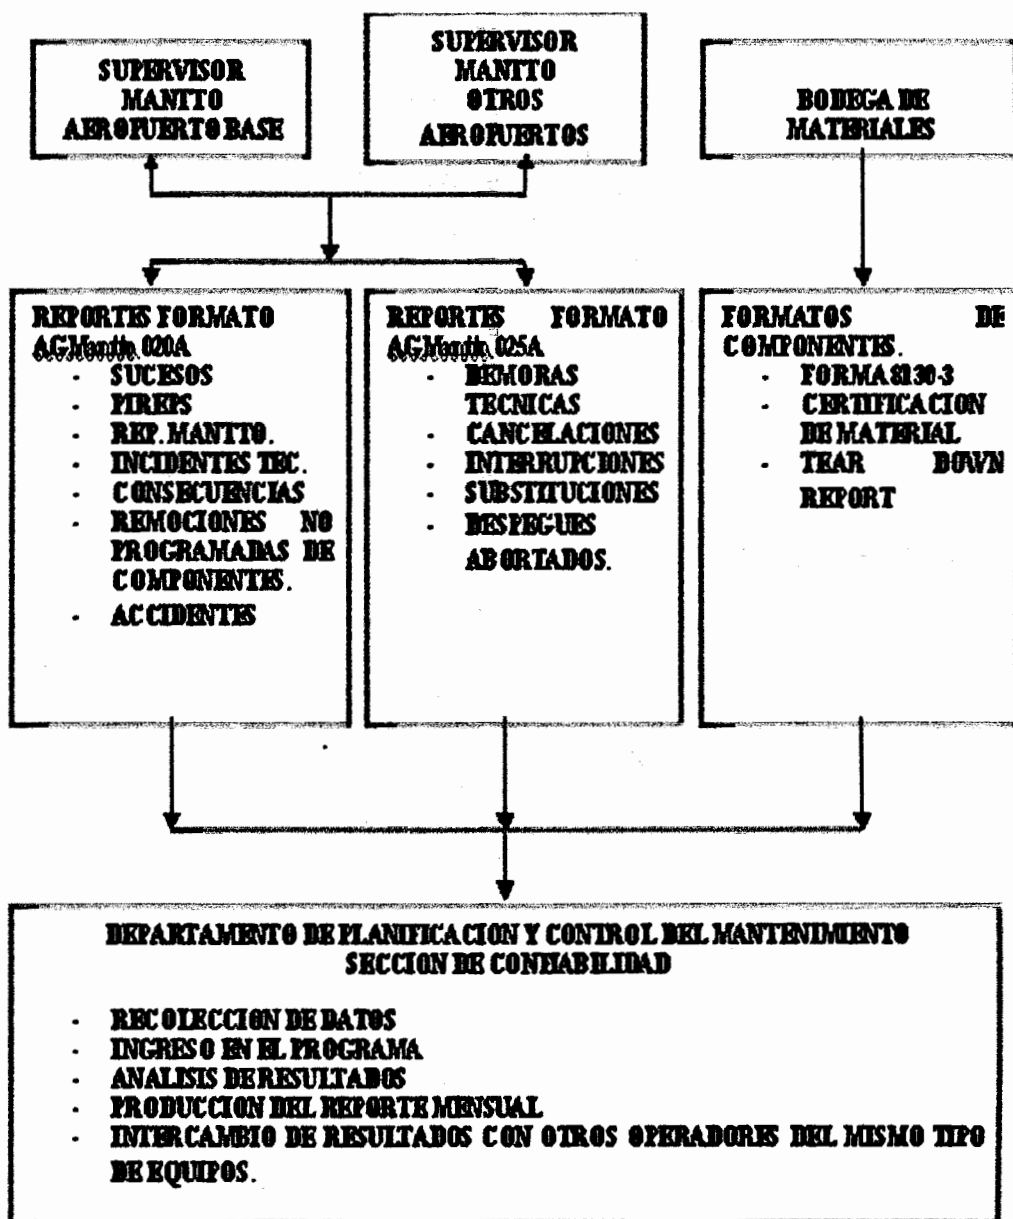 SUPERVISOR
MANTTO
AEROPUERTO BASE
SUPERVISOR
MANTTO
OTROS
AEROPUERTOS
BODEGA DE
MATERIALES
REPORTES FORMATO
AGMantto 020A
- SUCESOS
- PIREPS
- REP. MANTTO.
- INCIDENTES TEC.
- CONSECUENCIAS
- REMOCIONES NO
PROGRAMADAS DE
COMPONENTES.
- ACCIDENTES
REPORTES FORMATO
AGMantto 025A
- DEMORAS
TECNICAS
- CANCELACIONES
- INTERRUPCIONES
- SUBSTITUCIONES
- DESPEGUES
ABORTADOS.
FORMATOS DE
COMPONENTES.
- FORMA 8130-3
- CERTIFICACION
DE MATERIAL
- TEAR DOWN
REPORT
DEPARTAMENTO DE PLANIFICACION Y CONTROL DEL MANTENIMIENTO
SECCION DE CONFIABILIDAD
- RECOLECCION DE DATOS
- INGRESO EN EL PROGRAMA
- ANALISIS DE RESULTADOS
- PRODUCCION DEL REPORTE MENSUAL
- INTERCAMBIO DE RESULTADOS CON OTROS OPERADORES DEL MISMO TIPO
DE EQUIPOS.